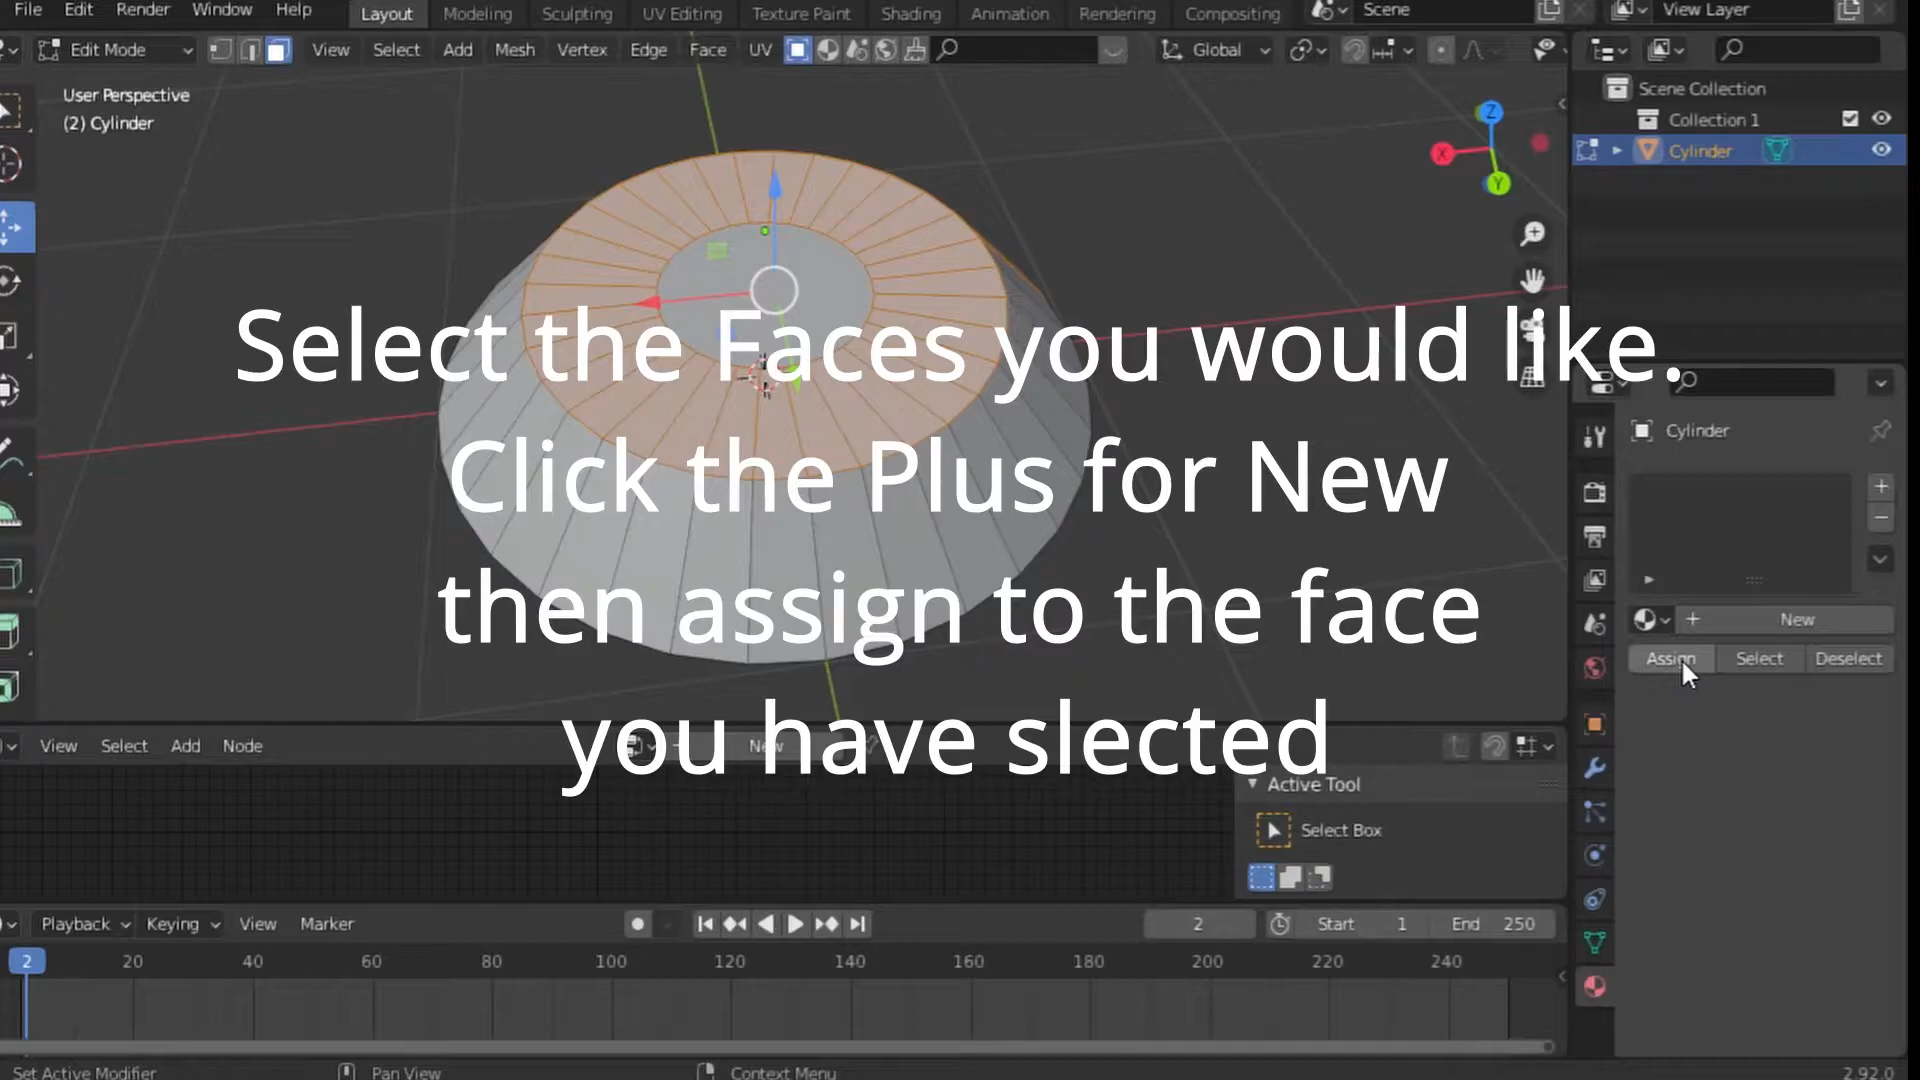 File Edit Render Window Help Layout Modeling Sculpting UV Editing Texture Paint Shading Animation Rendering Compositing Scene View Layer
Edit Mode View Select Add Mesh Vertex Edge Face UV Global
User Perspective
(2) Cylinder
Z
X
Y
Scene Collection
Collection 1
Cylinder
Select the Faces you would like.
Click the Plus for New
then assign to the face
you have slected
Cylinder
+ New
Assign Select Deselect
View Select Add Node New
Active Tool
Select Box
Playback Keying View Marker 2 Start 1 End 250
2 20 40 60 80 100 120 140 160 180 200 220 240
Set Active Modifier Pan View Context Menu 2.92.0